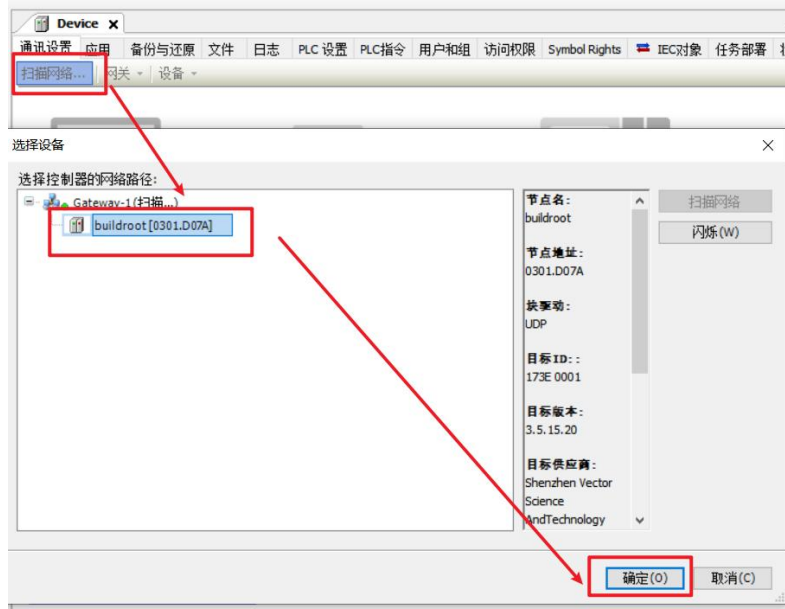 Device
通讯设置 应用 备份与还原 文件 日志 PLC 设置 PLC指令 用户和组 访问权限 Symbol Rights IEC对象 任务部署
扫描网络... 网关 设备
选择设备
选择控制器的网络路径:
Gateway-1(扫描...)
buildroot [0301.D07A]
节点名:
buildroot
节点地址:
0301.D07A
块驱动:
UDP
目标ID: :
173E 0001
目标版本:
3.5.15.20
目标供应商:
Shenzhen Vector
Science
AndTechnology
扫描网络
闪烁(W)
确定(O) 取消(C)